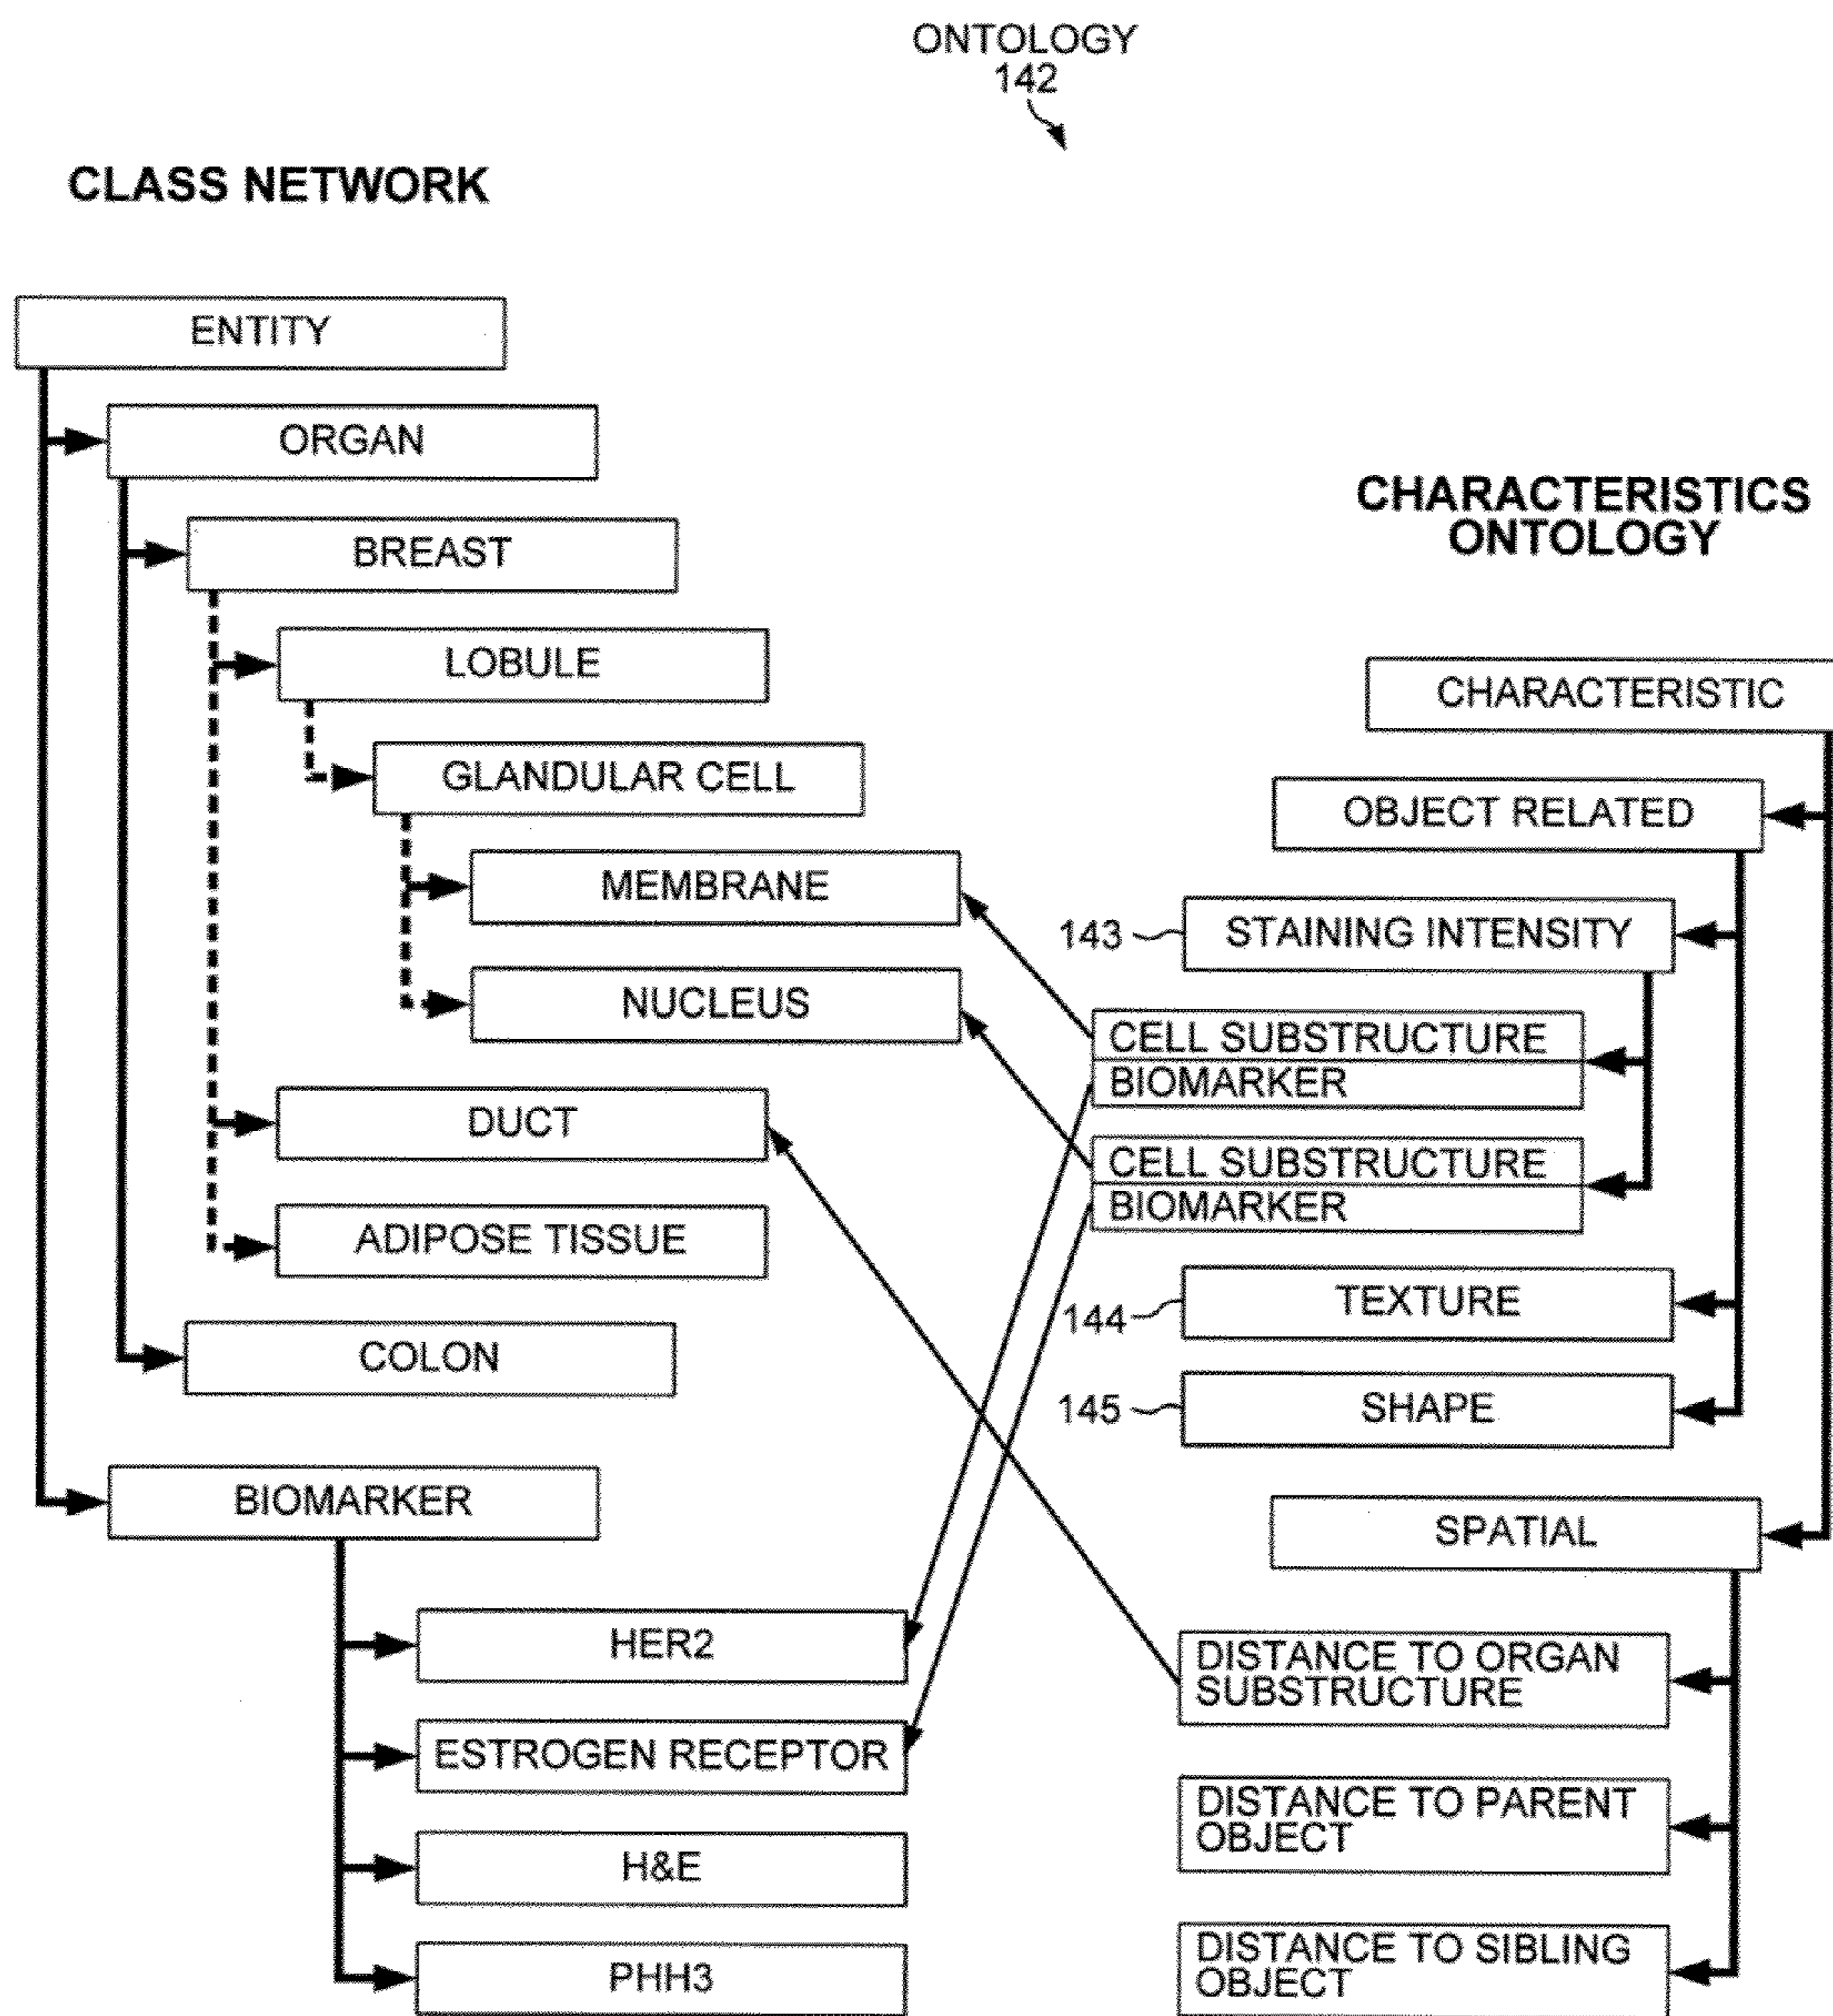 ONTOLOGY
142
CLASS NETWORK
ENTITY
ORGAN
BREAST
LOBULE
GLANDULAR CELL
MEMBRANE
NUCLEUS
DUCT
ADIPOSE TISSUE
COLON
BIOMARKER
HER2
ESTROGEN RECEPTOR
H&E
PHH3
CHARACTERISTICS
ONTOLOGY
CHARACTERISTIC
OBJECT RELATED
143
STAINING INTENSITY
CELL SUBSTRUCTURE
BIOMARKER
CELL SUBSTRUCTURE
BIOMARKER
144
TEXTURE
145
SHAPE
SPATIAL
DISTANCE TO ORGAN
SUBSTRUCTURE
DISTANCE TO PARENT
OBJECT
DISTANCE TO SIBLING
OBJECT